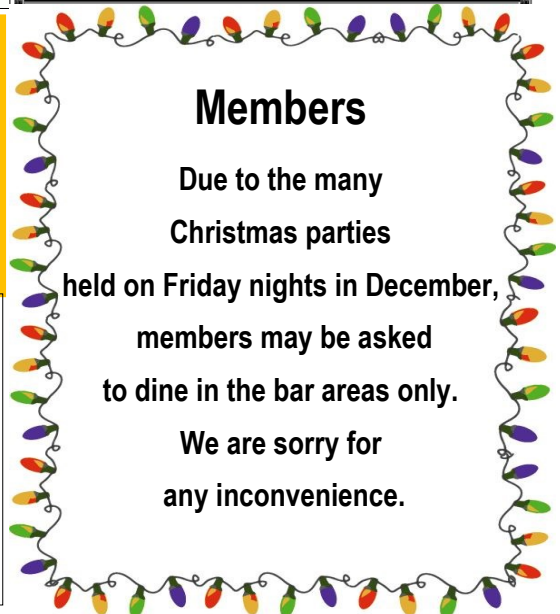 Members
Due to the many
Christmas parties
held on Friday nights in December,
members may be asked
to dine in the bar areas only.
We are sorry for
any inconvenience.